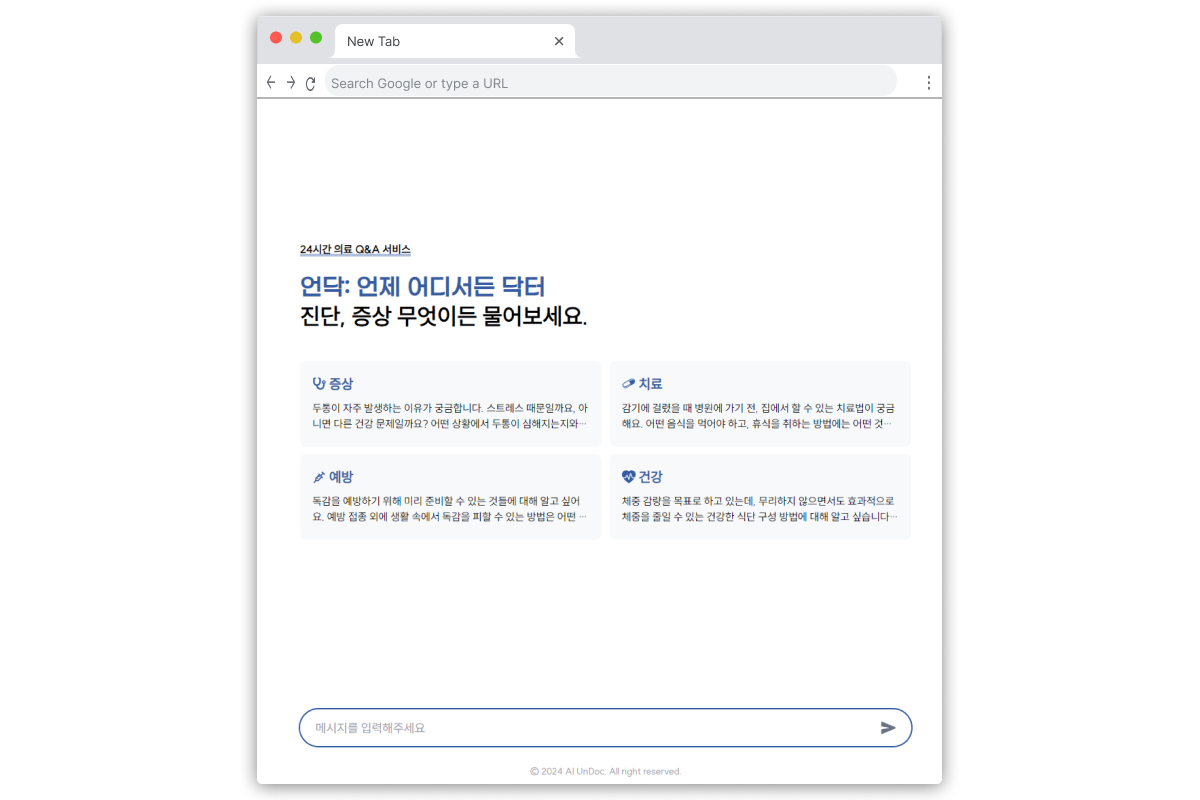 New Tab
Search Google or type a URL
24시간 의료 Q&A 서비스
언닥: 언제 어디서든 닥터
진단, 증상 무엇이든 물어보세요.
증상
두통이 자주 발생하는 이유가 궁금합니다. 스트레스 때문일까요, 아
니면 다른 건강 문제일까요? 어떤 상황에서 두통이 심해지는지와…
치료
감기에 걸렸을 때 병원에 가기 전, 집에서 할 수 있는 치료법이 궁금
해요. 어떤 음식을 먹어야 하고, 휴식을 취하는 방법에는 어떤 것…
예방
독감을 예방하기 위해 미리 준비할 수 있는 것들에 대해 알고 싶어
요. 예방 접종 외에 생활 속에서 독감을 피할 수 있는 방법은 어떤 …
건강
체중 감량을 목표로 하고 있는데, 무리하지 않으면서도 효과적으로
체중을 줄일 수 있는 건강한 식단 구성 방법에 대해 알고 싶습니다…
메시지를 입력해주세요
© 2024 AI UnDoc. All right reserved.